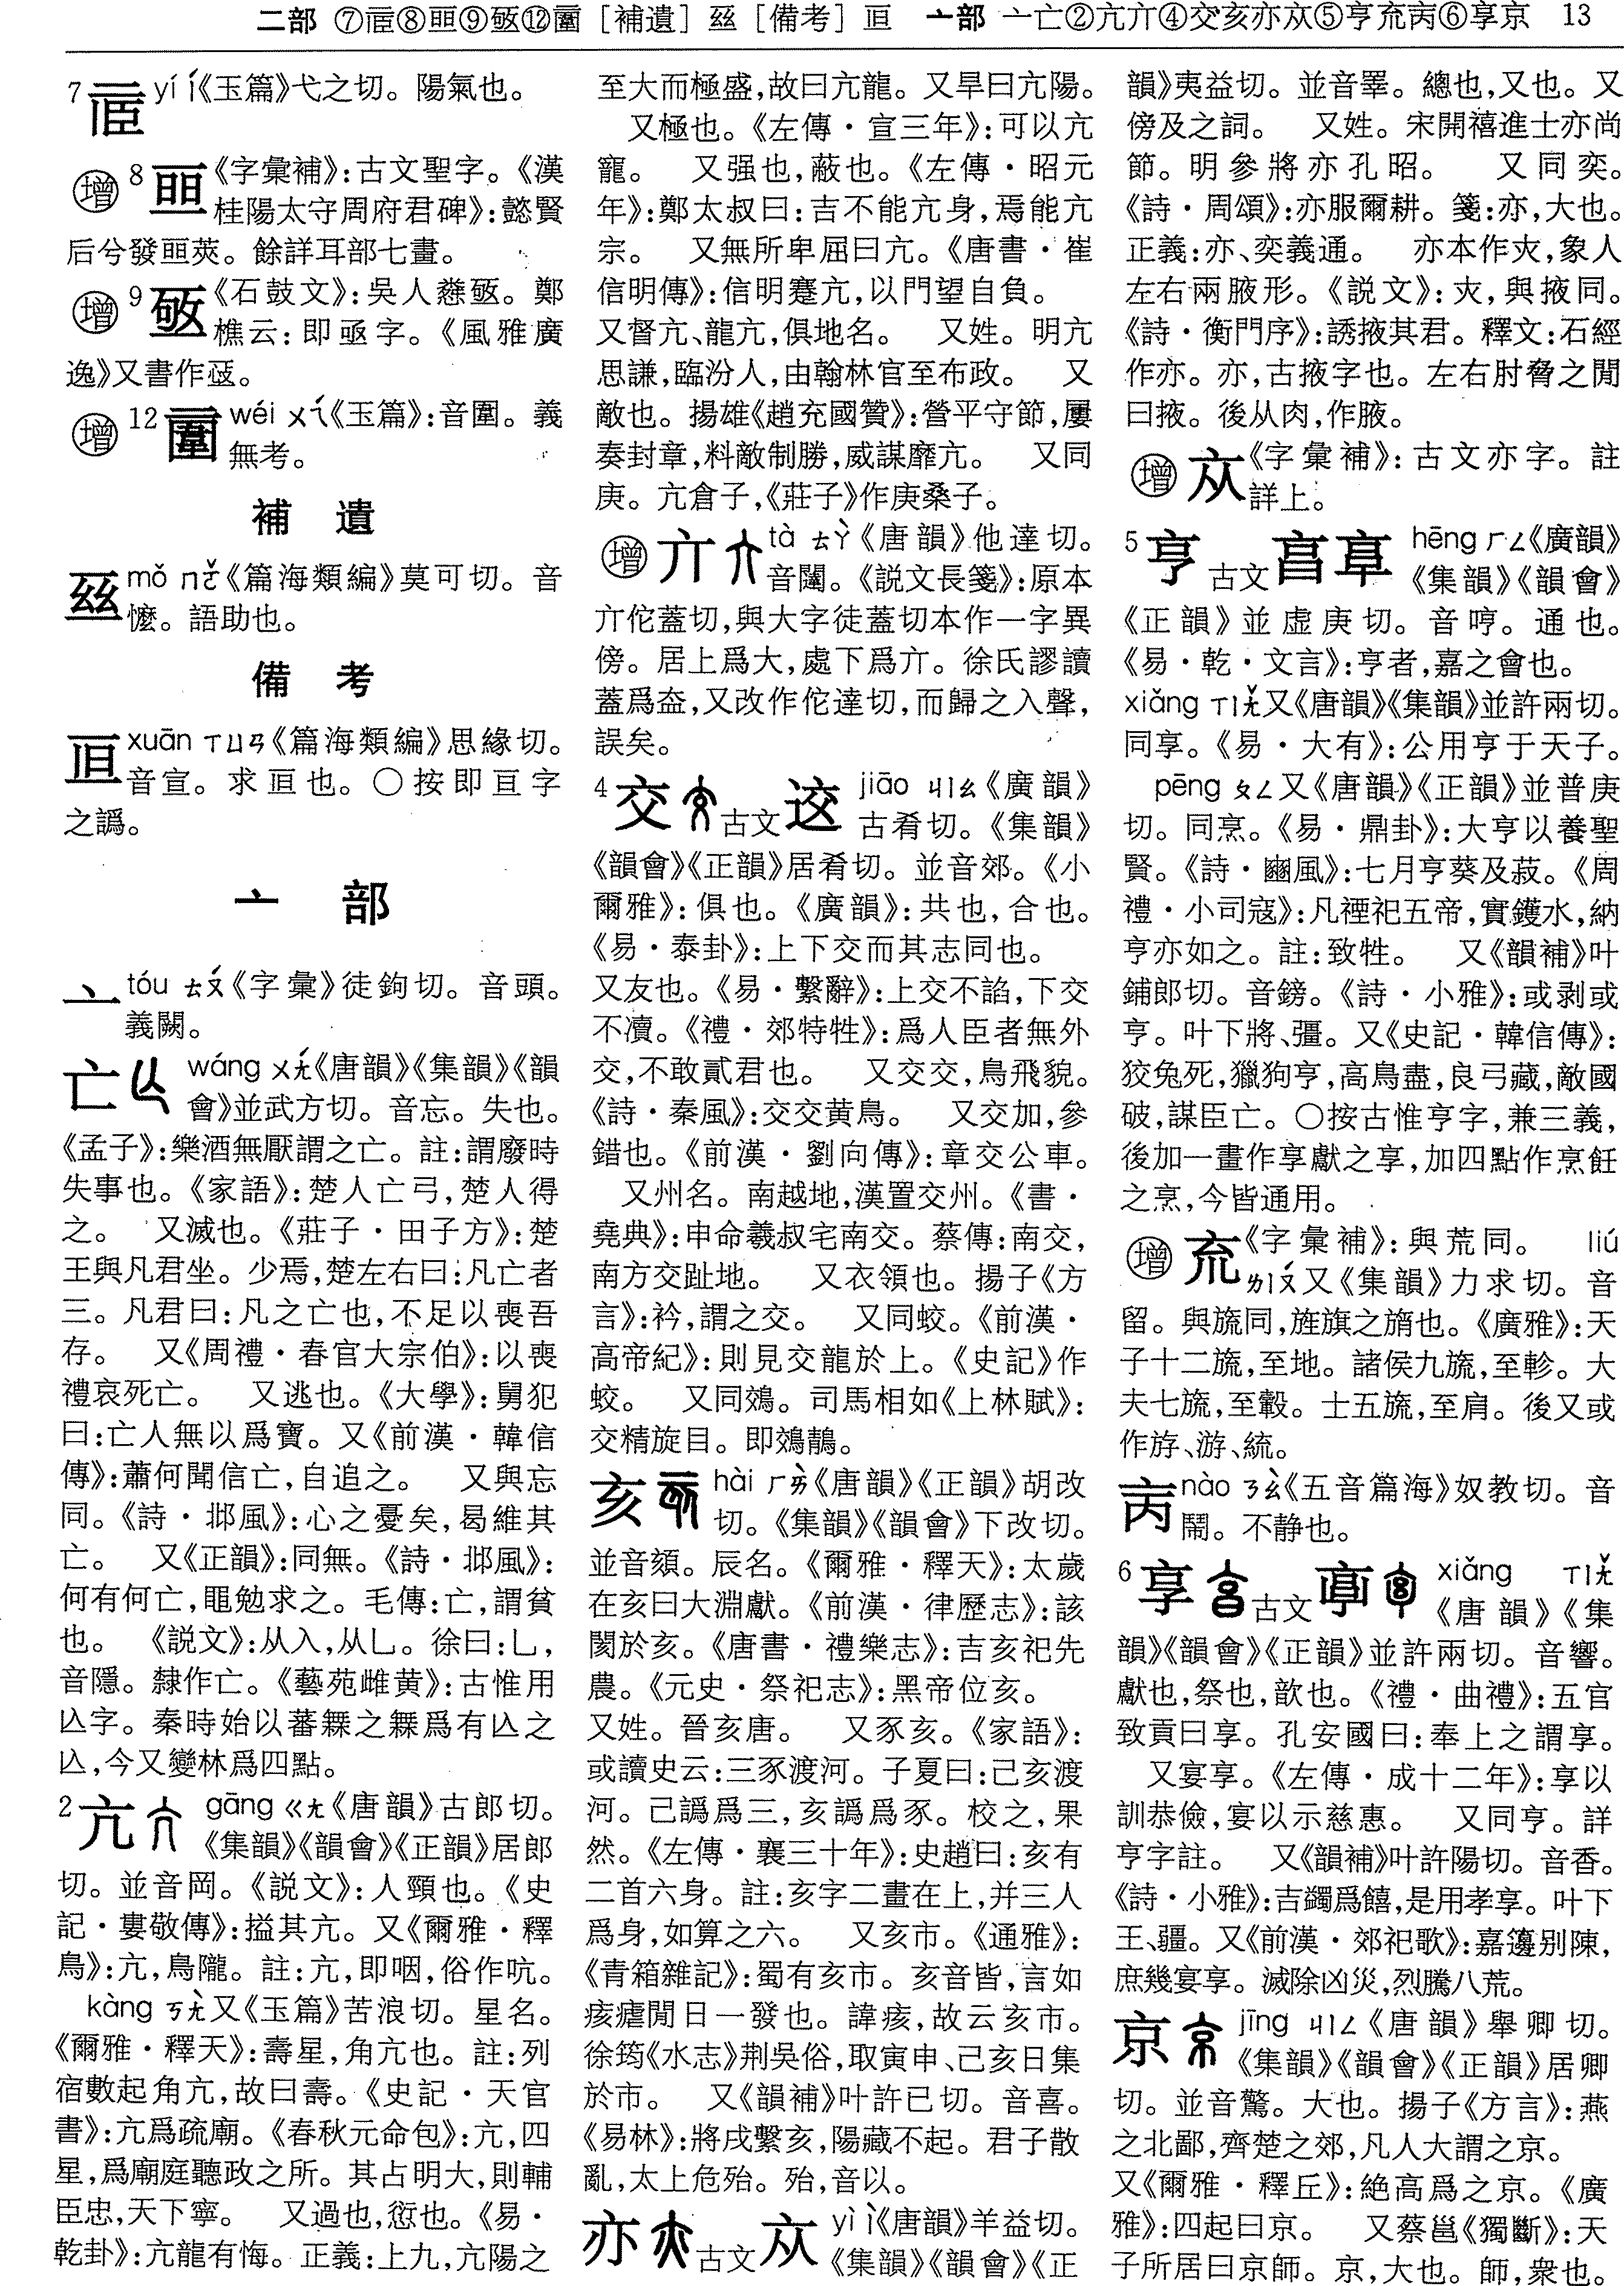 二部 ⑦𠄷⑧𠄵⑨𠄶⑫𠄸［補遺］𠄞［備考］𠄢 亠部 亠亡②亢亣④交亥亦𠅃⑤亨㐬㐫⑥享京 13
7 yí ㄧˊ《玉篇》弋之切。陽氣也。
增 8 《字彙補》：古文聖字。《漢
桂陽太守周府君碑》：懿賢
后兮發𠄵莢。餘詳耳部七畫。
增 9 《石鼓文》：吳人㥄亟。鄭
樵云：即亟字。《風雅廣
逸》又書作。
增 12 wéi ㄨㄟˊ《玉篇》：音圍。義
無考。
補 遺
mǒ ㄇㄛˇ《篇海類編》莫可切。音
懡。語助也。
備 考
xuān ㄒㄩㄢ《篇海類編》思緣切。
音宣。求亘也。○按即亘字
之譌。
亠 部
亠 tóu ㄊㄡˊ《字彙》徒鉤切。音頭。
義闕。
亡 wáng ㄨㄤˊ《唐韻》《集韻》《韻
會》並武方切。音忘。失也。
《孟子》：樂酒無厭謂之亡。註：謂廢時
失事也。《家語》：楚人亡弓，楚人得
之。 又滅也。《莊子・田子方》：楚
王與凡君坐。少焉，楚左右曰：凡亡者
三。凡君曰：凡之亡也，不足以喪吾
存。 又《周禮・春官大宗伯》：以喪
禮哀死亡。 又逃也。《大學》：舅犯
曰：亡人無以爲寶。又《前漢・韓信
傳》：蕭何聞信亡，自追之。 又與忘
同。《詩・邶風》：心之憂矣，曷維其
亡。 又《正韻》：同無。《詩・邶風》：
何有何亡，黽勉求之。毛傳：亡，謂貧
也。 《説文》：从入，从乚。徐曰：乚，
音隱。隸作亡。《藝苑雌黄》：古惟用
亾字。秦時始以蕃橆之橆爲有亾之
亾，今又變林爲四點。
2 亢 gāng ㄍㄤ《唐韻》古郎切。
《集韻》《韻會》《正韻》居郎
切。並音岡。《説文》：人頸也。《史
記・婁敬傳》：搤其亢。又《爾雅・釋
鳥》：亢，鳥隴。註：亢，即咽，俗作吭。
kàng ㄎㄤˋ又《玉篇》苦浪切。星名。
《爾雅・釋天》：壽星，角亢也。註：列
宿數起角亢，故曰壽。《史記・天官
書》：亢爲疏廟。《春秋元命包》：亢，四
星，爲廟庭聽政之所。其占明大，則輔
臣忠，天下寧。 又過也，愆也。《易・
乾卦》：亢龍有悔。正義：上九，亢陽之
至大而極盛，故曰亢龍。又旱曰亢陽。
又極也。《左傳・宣三年》：可以亢
寵。 又强也，蔽也。《左傳・昭元
年》：鄭太叔曰：吉不能亢身，焉能亢
宗。 又無所卑屈曰亢。《唐書・崔
信明傳》：信明蹇亢，以門望自負。
又督亢、龍亢，俱地名。 又姓。明亢
思謙，臨汾人，由翰林官至布政。 又
敵也。揚雄《趙充國贊》：營平守節，屢
奏封章，料敵制勝，威謀靡亢。 又同
庚。亢倉子，《莊子》作庚桑子。
增 亣 tà ㄊㄚˋ《唐韻》他達切。
音闥。《説文長箋》：原本
亣佗蓋切，與大字徒蓋切本作一字異
傍。居上爲大，處下爲亣。徐氏謬讀
蓋爲盍，又改作佗達切，而歸之入聲，
誤矣。
4 交 古文 jiāo ㄐㄧㄠ《廣韻》
古肴切。《集韻》
《韻會》《正韻》居肴切。並音郊。《小
爾雅》：俱也。《廣韻》：共也，合也。
《易・泰卦》：上下交而其志同也。
又友也。《易・繫辭》：上交不諂，下交
不瀆。《禮・郊特牲》：爲人臣者無外
交，不敢貳君也。 又交交，鳥飛貌。
《詩・秦風》：交交黄鳥。 又交加，參
錯也。《前漢・劉向傳》：章交公車。
又州名。南越地，漢置交州。《書・
堯典》：申命羲叔宅南交。蔡傳：南交，
南方交趾地。 又衣領也。揚子《方
言》：衿，謂之交。 又同蛟。《前漢・
高帝紀》：則見交龍於上。《史記》作
蛟。 又同鵁。司馬相如《上林賦》：
交精旋目。即鵁鶄。
亥 hài ㄏㄞˋ《唐韻》《正韻》胡改
切。《集韻》《韻會》下改切。
並音頦。辰名。《爾雅・釋天》：太歲
在亥曰大淵獻。《前漢・律歷志》：該
閡於亥。《唐書・禮樂志》：吉亥祀先
農。《元史・祭祀志》：黑帝位亥。
又姓。晉亥唐。 又豕亥。《家語》：
或讀史云：三豕渡河。子夏曰：己亥渡
河。己譌爲三，亥譌爲豕。校之，果
然。《左傳・襄三十年》：史趙曰：亥有
二首六身。註：亥字二畫在上，并三人
爲身，如算之六。 又亥市。《通雅》：
《青箱雜記》：蜀有亥市。亥音皆，言如
痎瘧閒日一發也。諱痎，故云亥市。
徐筠《水志》荆吳俗，取寅申、己亥日集
於市。 又《韻補》叶許已切。音喜。
《易林》：將戌繫亥，陽藏不起。君子散
亂，太上危殆。殆，音以。
亦 古文𠅃 yì ㄧˋ《唐韻》羊益切。
《集韻》《韻會》《正
韻》夷益切。並音睪。總也，又也。又
傍及之詞。 又姓。宋開禧進士亦尚
節。明參將亦孔昭。 又同奕。
《詩・周頌》：亦服爾耕。箋：亦，大也。
正義：亦、奕義通。 亦本作夾，象人
左右兩腋形。《説文》：夾，與掖同。
《詩・衡門序》：誘掖其君。釋文：石經
作亦。亦，古掖字也。左右肘脅之閒
曰掖。後从肉，作腋。
增 𠅃 《字彙補》：古文亦字。註
詳上。
5 亨 古文 hēng ㄏㄥ《廣韻》
《集韻》《韻會》
《正韻》並虛庚切。音哼。通也。
《易・乾・文言》：亨者，嘉之會也。
xiǎng ㄒㄧㄤˇ又《唐韻》《集韻》並許兩切。
同享。《易・大有》：公用亨于天子。
pēng ㄆㄥ又《唐韻》《正韻》並普庚
切。同烹。《易・鼎卦》：大亨以養聖
賢。《詩・豳風》：七月亨葵及菽。《周
禮・小司寇》：凡禋祀五帝，實鑊水，納
亨亦如之。註：致牲。 又《韻補》叶
鋪郎切。音鎊。《詩・小雅》：或剥或
亨。叶下將、彊。又《史記・韓信傳》：
狡兔死，獵狗亨，高鳥盡，良弓藏，敵國
破，謀臣亡。○按古惟亨字，兼三義，
後加一畫作享獻之享，加四點作烹飪
之烹，今皆通用。
增 㐬 《字彙補》：與荒同。 liú
ㄌㄧㄡˊ又《集韻》力求切。音
留。與旒同，旌旗之旒也。《廣雅》：天
子十二旒，至地。諸侯九旒，至軫。大
夫七旒，至轂。士五旒，至肩。後又或
作斿、游、統。
nào ㄋㄠˋ《五音篇海》奴教切。音
鬧。不静也。
6 享 古文 xiǎng ㄒㄧㄤˇ
《唐韻》《集
韻》《韻會》《正韻》並許兩切。音響。
獻也，祭也，歆也。《禮・曲禮》：五官
致貢曰享。孔安國曰：奉上之謂享。
又宴享。《左傳・成十二年》：享以
訓恭儉，宴以示慈惠。 又同亨。詳
亨字註。 又《韻補》叶許陽切。音香。
《詩・小雅》：吉蠲爲饎，是用孝享。叶下
王、疆。又《前漢・郊祀歌》：嘉籩别陳，
庶幾宴享。滅除凶災，烈騰八荒。
京 jīng ㄐㄧㄥ《唐韻》舉卿切。
《集韻》《韻會》《正韻》居卿
切。並音驚。大也。揚子《方言》：燕
之北鄙，齊楚之郊，凡人大謂之京。
又《爾雅・釋丘》：絶高爲之京。《廣
雅》：四起曰京。 又蔡邕《獨斷》：天
子所居曰京師。京，大也。師，衆也。